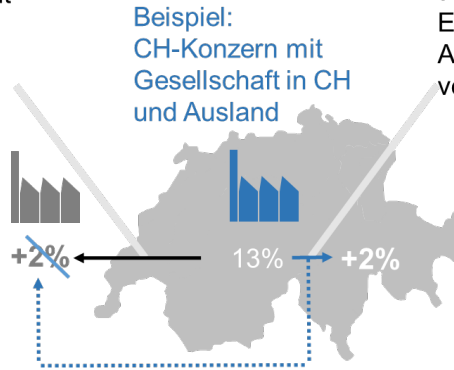 Beispiel:
CH-Konzern mit
Gesellschaft in CH
und Ausland
+2%
13%
+2%